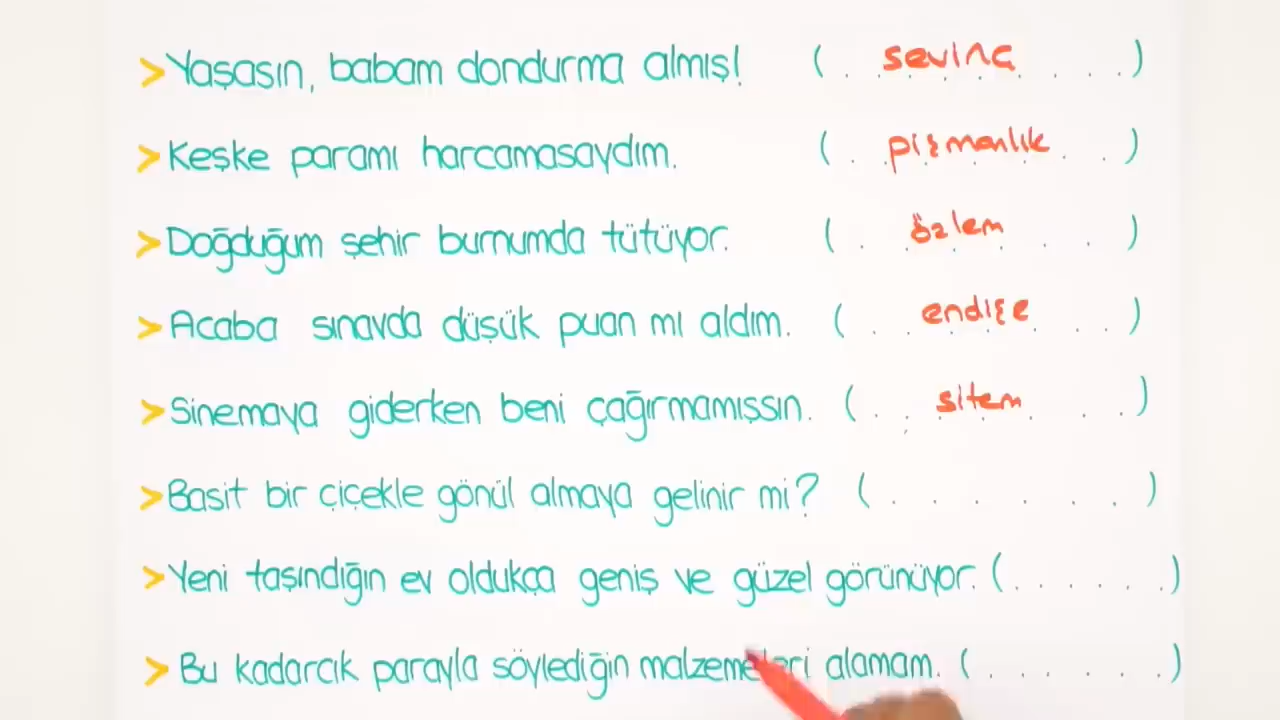 > Yaşasın, babam dondurma almış! (. sevinç . . .)
> Keşke paramı harcamasaydım. (. pişmanlık . . .)
> Doğduğum şehir burnumda tütüyor. (. özlem . . .)
> Acaba sınavda düşük puan mı aldım. (. endişe . . .)
> Sinemaya giderken beni çağırmamışsın. (. sitem . . .)
> Basit bir çiçekle gönül almaya gelinir mi? (. . . . . .)
> Yeni taşındığın ev oldukça geniş ve güzel görünüyor. (. . . . . .)
> Bu kadarcık parayla söylediğin malzemeleri alamam. (. . . . . .)